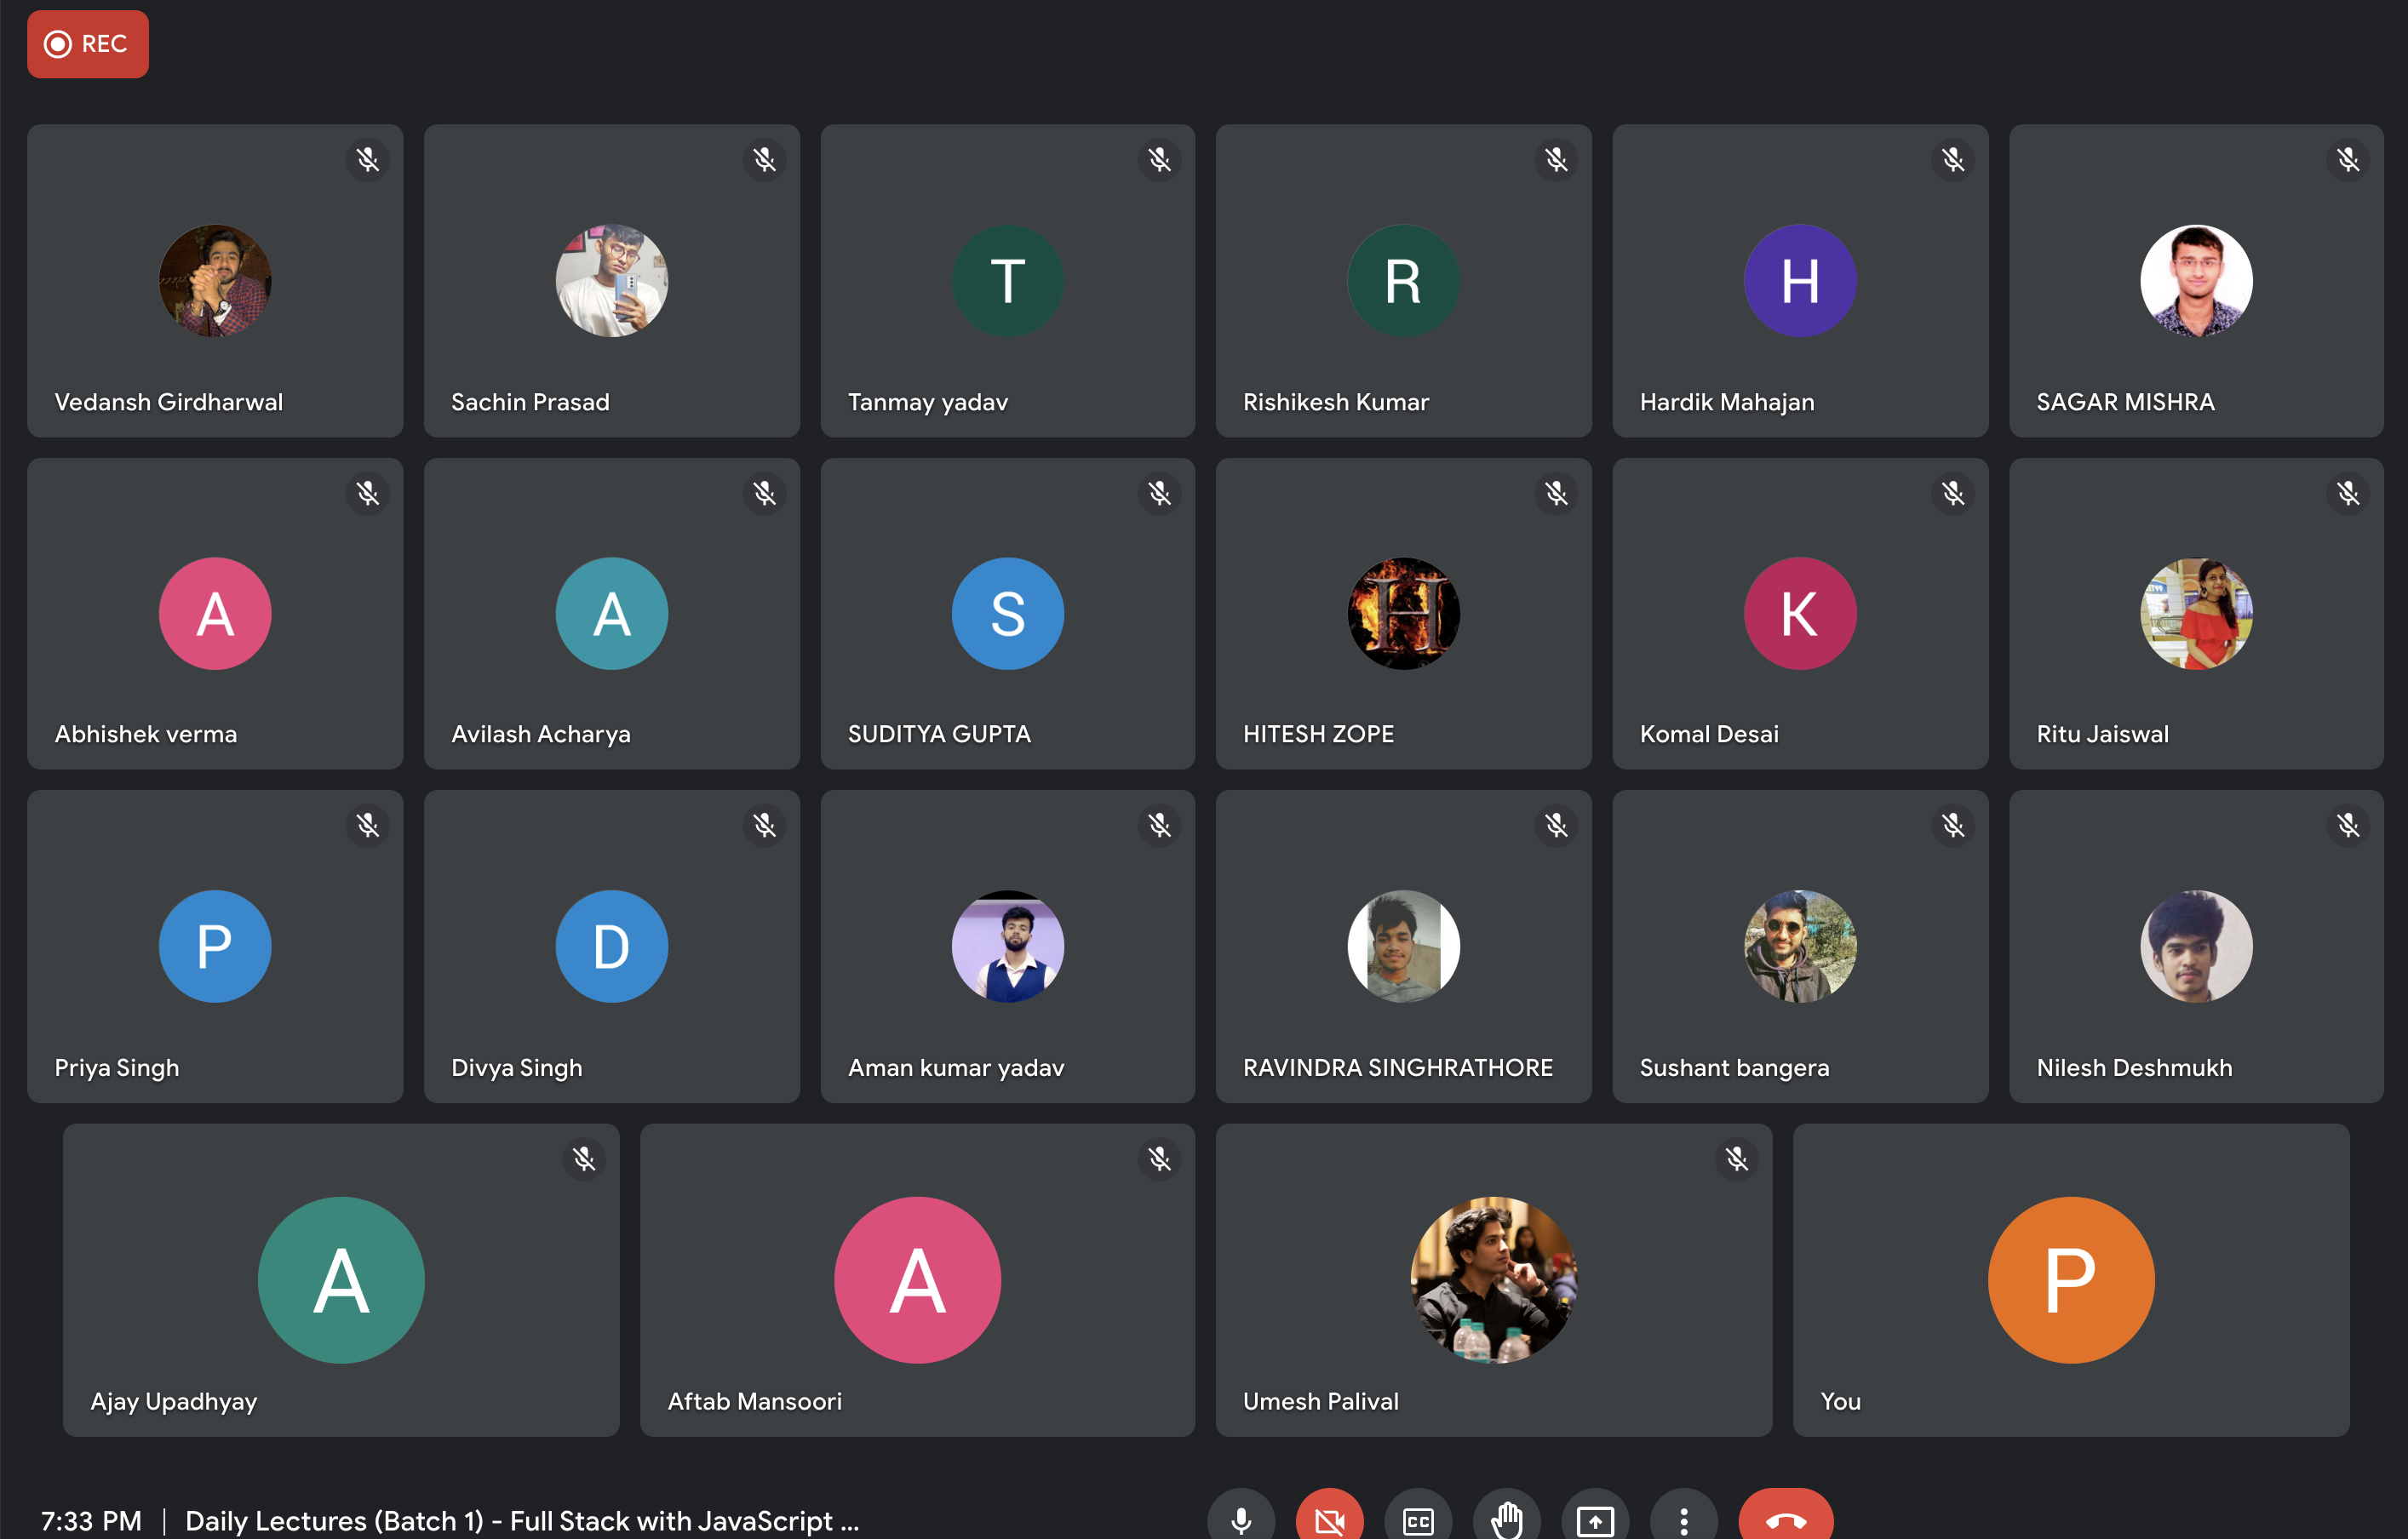 REC
Vedansh Girdharwal
Sachin Prasad
T
Tanmay yadav
R
Rishikesh Kumar
H
Hardik Mahajan
SAGAR MISHRA
A
Abhishek verma
A
Avilash Acharya
S
SUDITYA GUPTA
H
HITESH ZOPE
K
Komal Desai
Ritu Jaiswal
P
Priya Singh
D
Divya Singh
Aman kumar yadav
RAVINDRA SINGHRATHORE
Sushant bangera
Nilesh Deshmukh
A
Ajay Upadhyay
A
Aftab Mansoori
Umesh Palival
P
You
7:33 PM | Daily Lectures (Batch 1) - Full Stack with JavaScript ...
CC